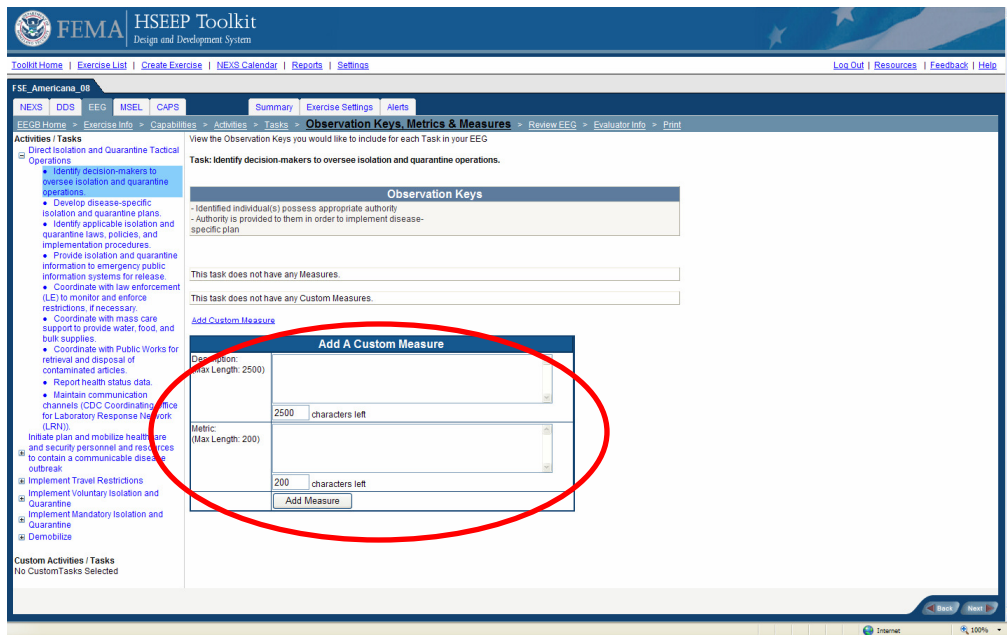 FEMA
HSEEP Toolkit
Design and Development System
Toolkit Home | Exercise List | Create Exercise | NEXS Calendar | Reports | Settings
Log Out | Resources | Feedback | Help
FSE_Americana_08
NEXS DDS EEG MSEL CAPS Summary Exercise Settings Alerts
EEGB Home > Exercise Info > Capabilities > Activities > Tasks > Observation Keys, Metrics & Measures > Review EEG > Evaluator Info > Print
Activities / Tasks
Direct Isolation and Quarantine Tactical
Operations
• Identify decision-makers to
oversee isolation and quarantine
operations.
• Develop disease-specific
isolation and quarantine plans.
• Identify applicable isolation and
quarantine laws, policies, and
implementation procedures.
• Provide isolation and quarantine
information to emergency public
information systems for release.
• Coordinate with law enforcement
(LE) to monitor and enforce
restrictions, if necessary.
• Coordinate with mass care
support to provide water, food, and
bulk supplies.
• Coordinate with Public Works for
retrieval and disposal of
contaminated articles.
• Report health status data.
• Maintain communication
channels (CDC Coordinating Office
for Laboratory Response Network
(LRN)).
Initiate plan and mobilize healthcare
and security personnel and resources
to contain a communicable disease
outbreak
Implement Travel Restrictions
Implement Voluntary Isolation and
Quarantine
Implement Mandatory Isolation and
Quarantine
Demobilize
Custom Activities / Tasks
No CustomTasks Selected
View the Observation Keys you would like to include for each Task in your EEG
Task: Identify decision-makers to oversee isolation and quarantine operations.
Observation Keys
- Identified individual(s) possess appropriate authority
- Authority is provided to them in order to implement disease-
specific plan
This task does not have any Measures.
This task does not have any Custom Measures.
Add Custom Measure
Add A Custom Measure
Description:
(Max Length: 2500)
2500 characters left
Metric:
(Max Length: 200)
200 characters left
Add Measure
Back Next
Internet 100%